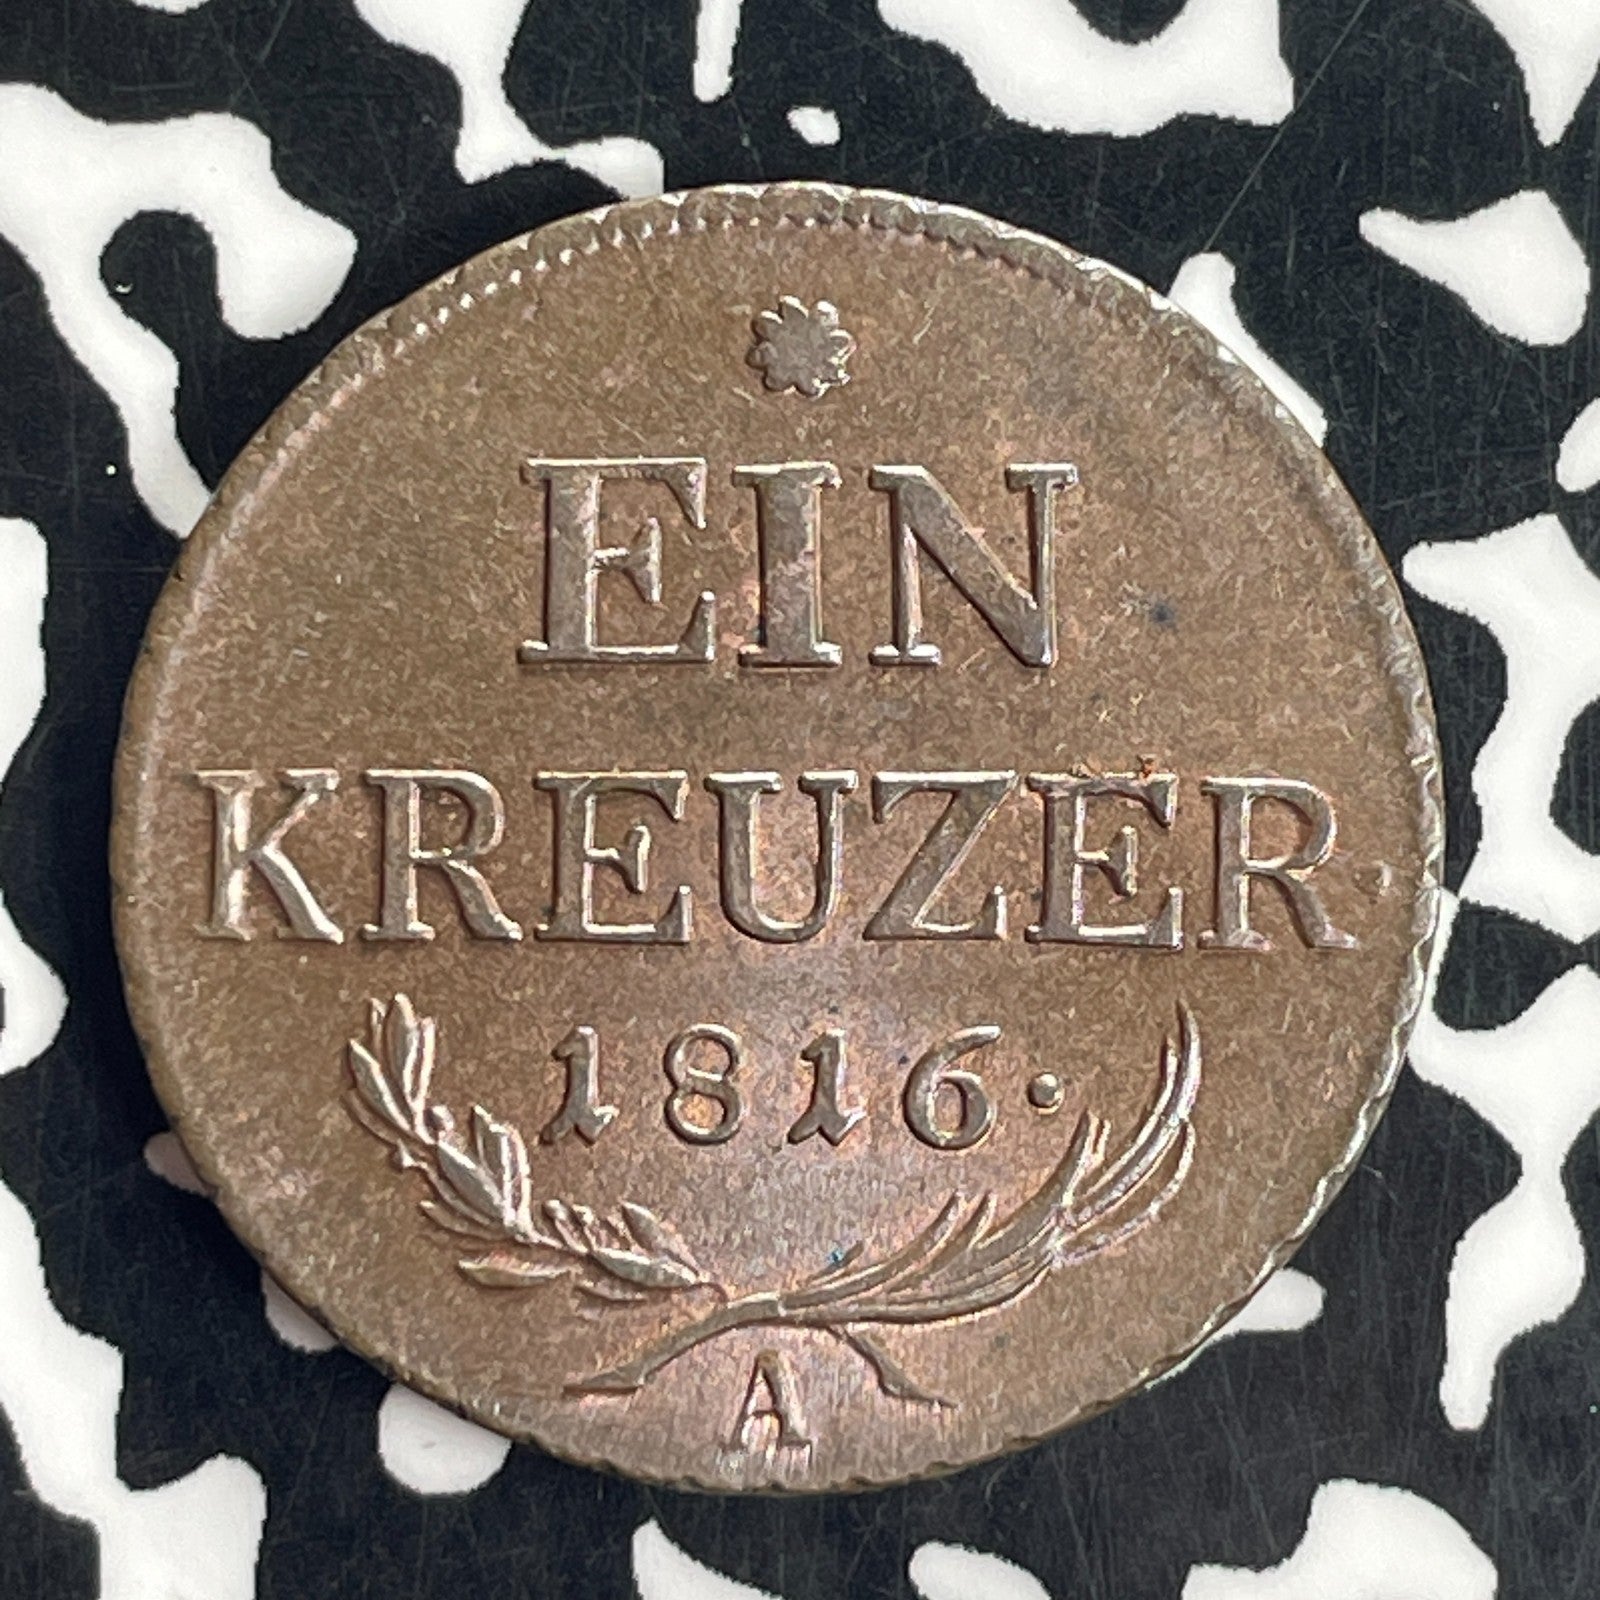 EIN
KREUZER.
1816.
A